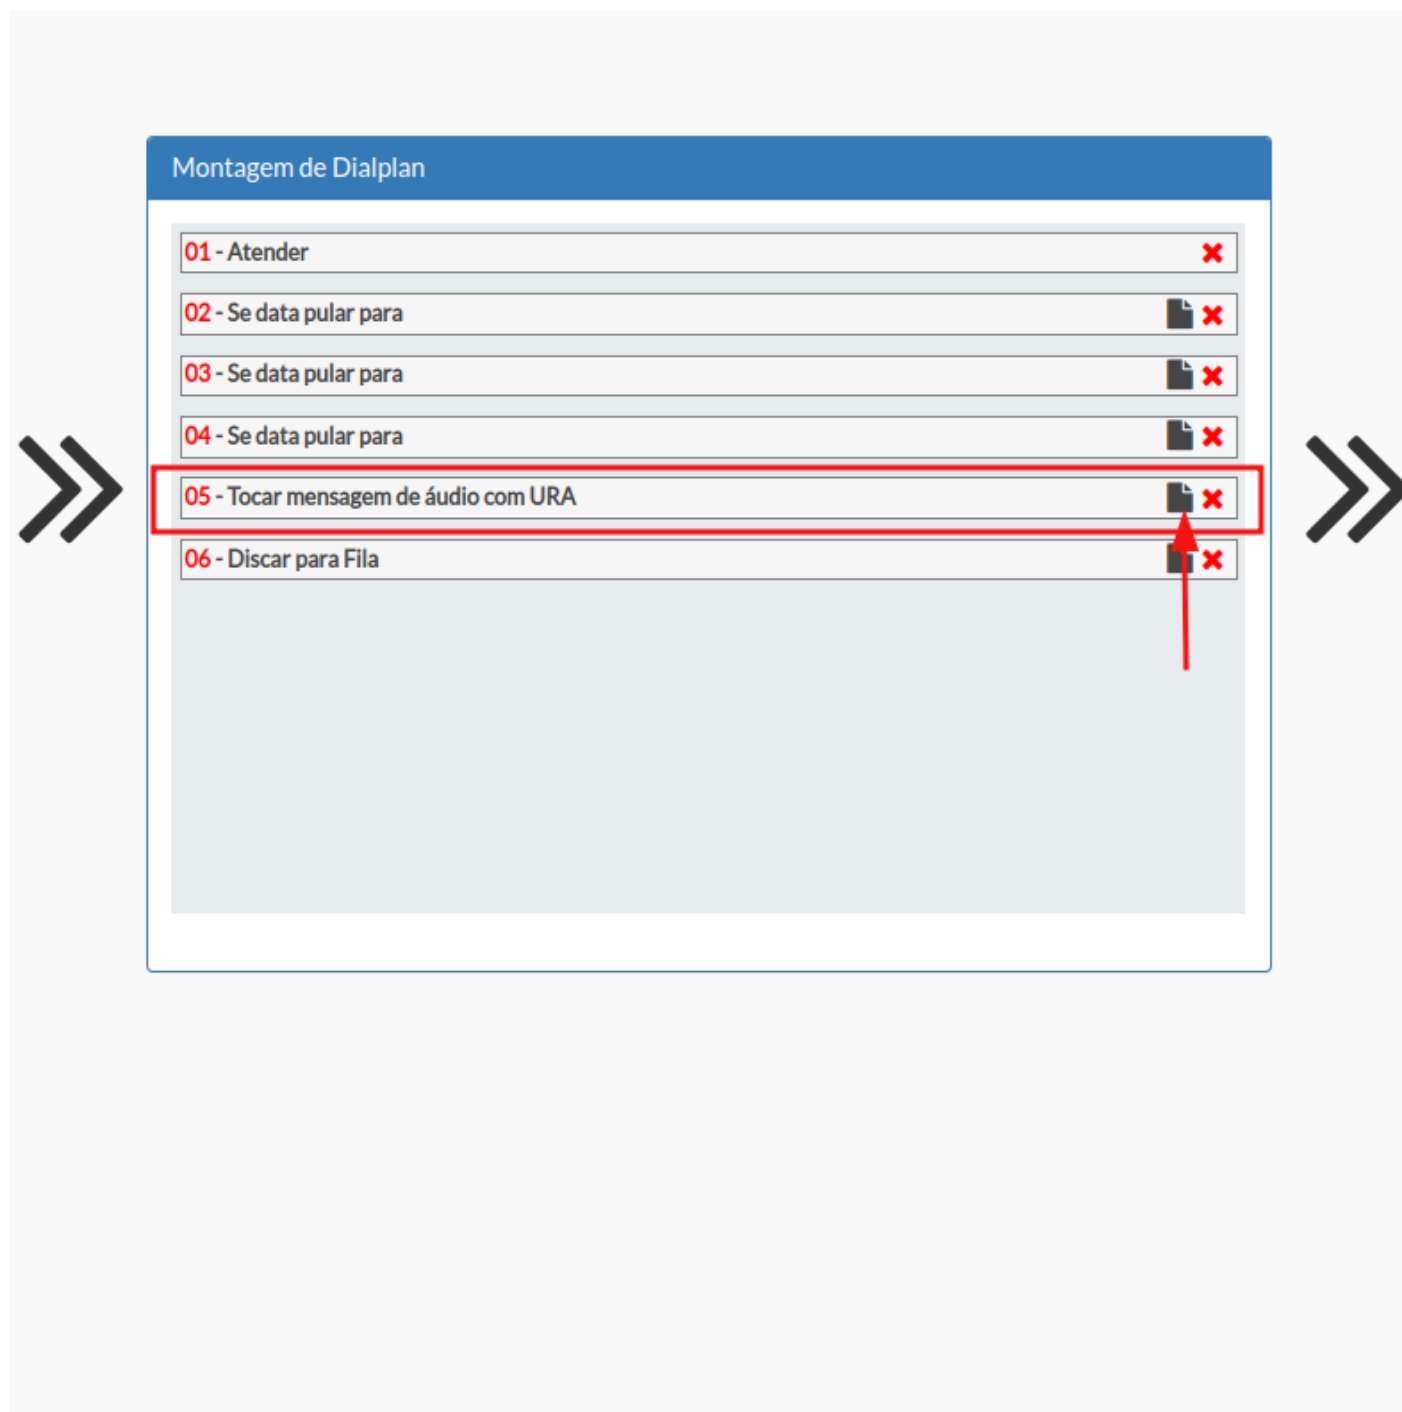 Montagem de Dialplan
01 - Atender
02 - Se data pular para
03 - Se data pular para
04 - Se data pular para
05 - Tocar mensagem de áudio com URA
06 - Discar para Fila